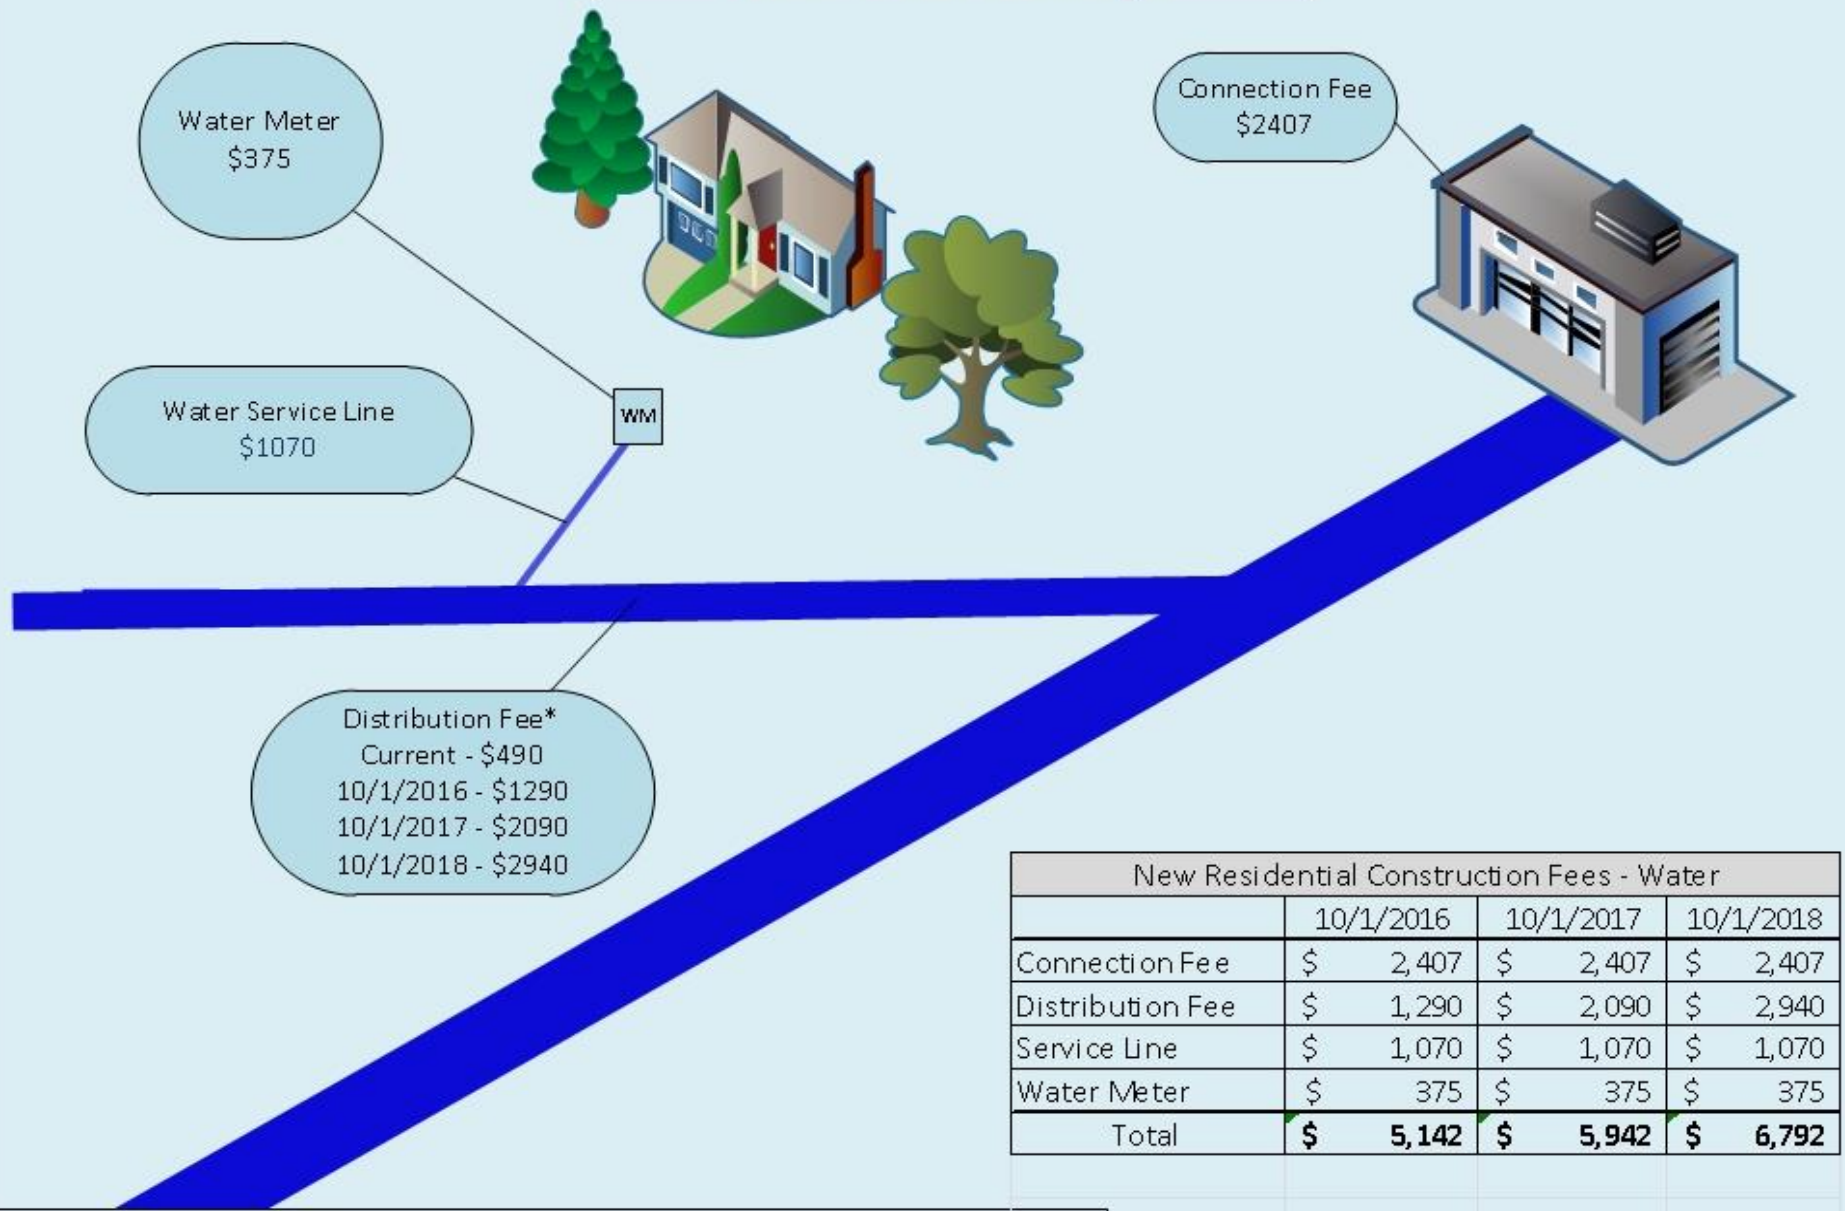 Water Meter
$375
Connection Fee
$2407
Water Service Line
$1070
WM
Distribution Fee*
Current - $490
10/1/2016 - $1290
10/1/2017 - $2090
10/1/2018 - $2940
New Residential Construction Fees - Water
10/1/2016 10/1/2017 10/1/2018
Connection Fee $ 2,407 $ 2,407 $ 2,407
Distribution Fee $ 1,290 $ 2,090 $ 2,940
Service Line $ 1,070 $ 1,070 $ 1,070
Water Meter $ 375 $ 375 $ 375
Total $ 5,142 $ 5,942 $ 6,792